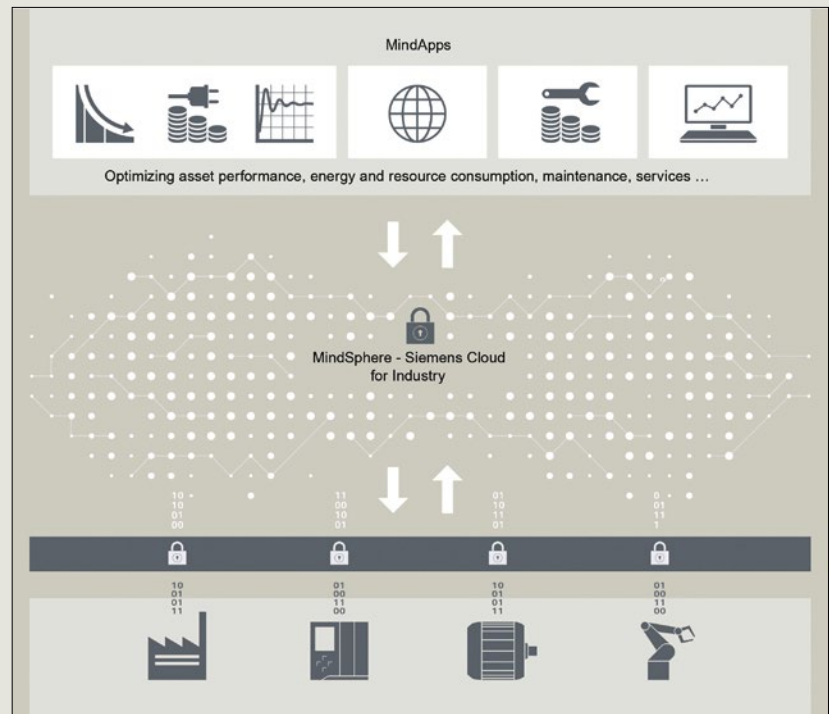 MindApps
Optimizing asset performance, energy and resource consumption, maintenance, services ...
MindSphere - Siemens Cloud
for Industry
10 11 01 0
10 00 10 01
01 10 11 11
00 01 01 1
10 01 10 01
01 00 01 00
01 11 01 11
11 00 11 00